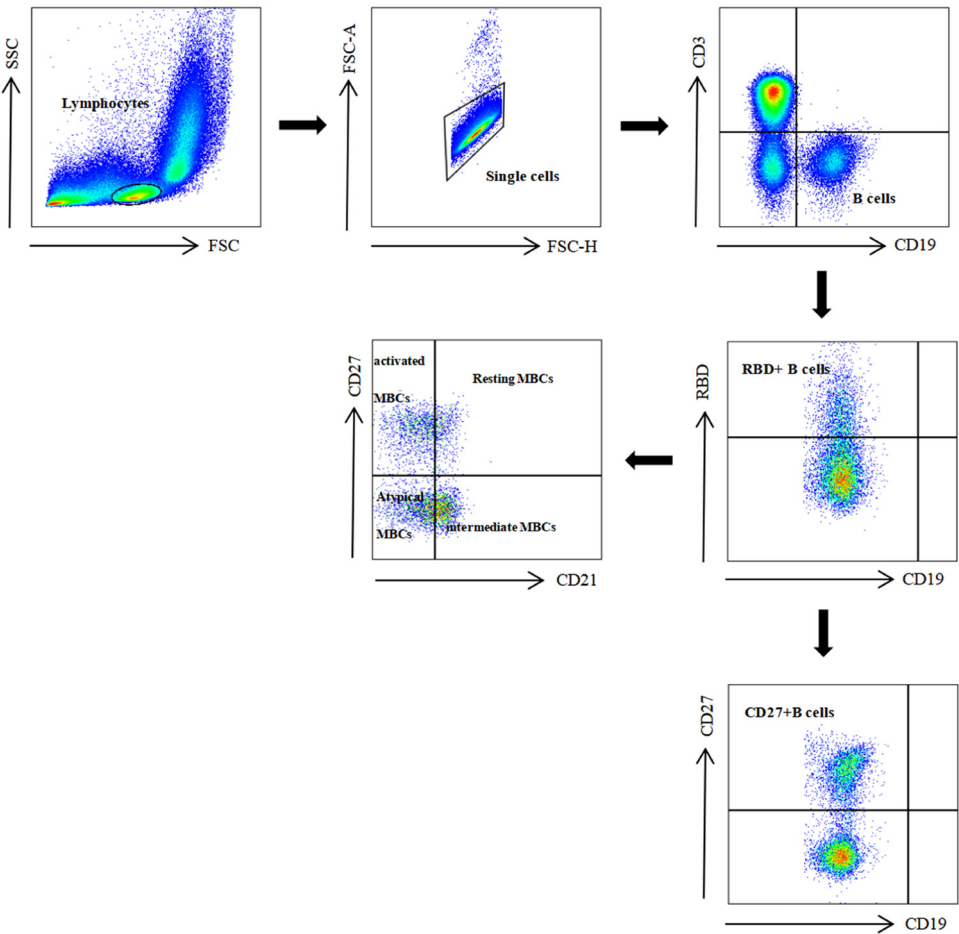 SSC
Lymphocytes
FSC
FSC-A
Single cells
FSC-H
CD3
B cells
CD19
CD27
activated
MBCs
Resting MBCs
Atypical
MBCs
intermediate MBCs
CD21
RBD
RBD+ B cells
CD19
CD27
CD27+B cells
CD19